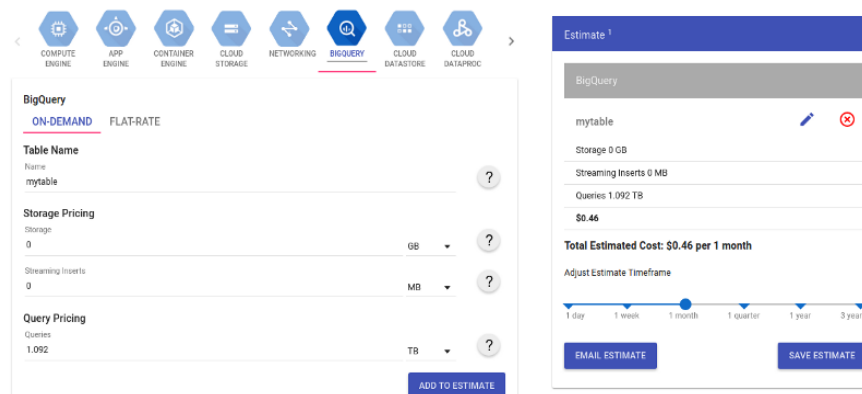 COMPUTE ENGINE
APP ENGINE
CONTAINER ENGINE
CLOUD STORAGE
NETWORKING
BIGQUERY
CLOUD DATASTORE
CLOUD DATAPROC
BigQuery
ON-DEMAND FLAT-RATE
Table Name
Name
mytable
?
Storage Pricing
Storage
0 GB
?
Streaming Inserts
0 MB
?
Query Pricing
Queries
1.092 TB
?
ADD TO ESTIMATE
Estimate 1
BigQuery
mytable
Storage 0 GB
Streaming Inserts 0 MB
Queries 1.092 TB
$0.46
Total Estimated Cost: $0.46 per 1 month
Adjust Estimate Timeframe
1 day 1 week 1 month 1 quarter 1 year 3 year
EMAIL ESTIMATE SAVE ESTIMATE